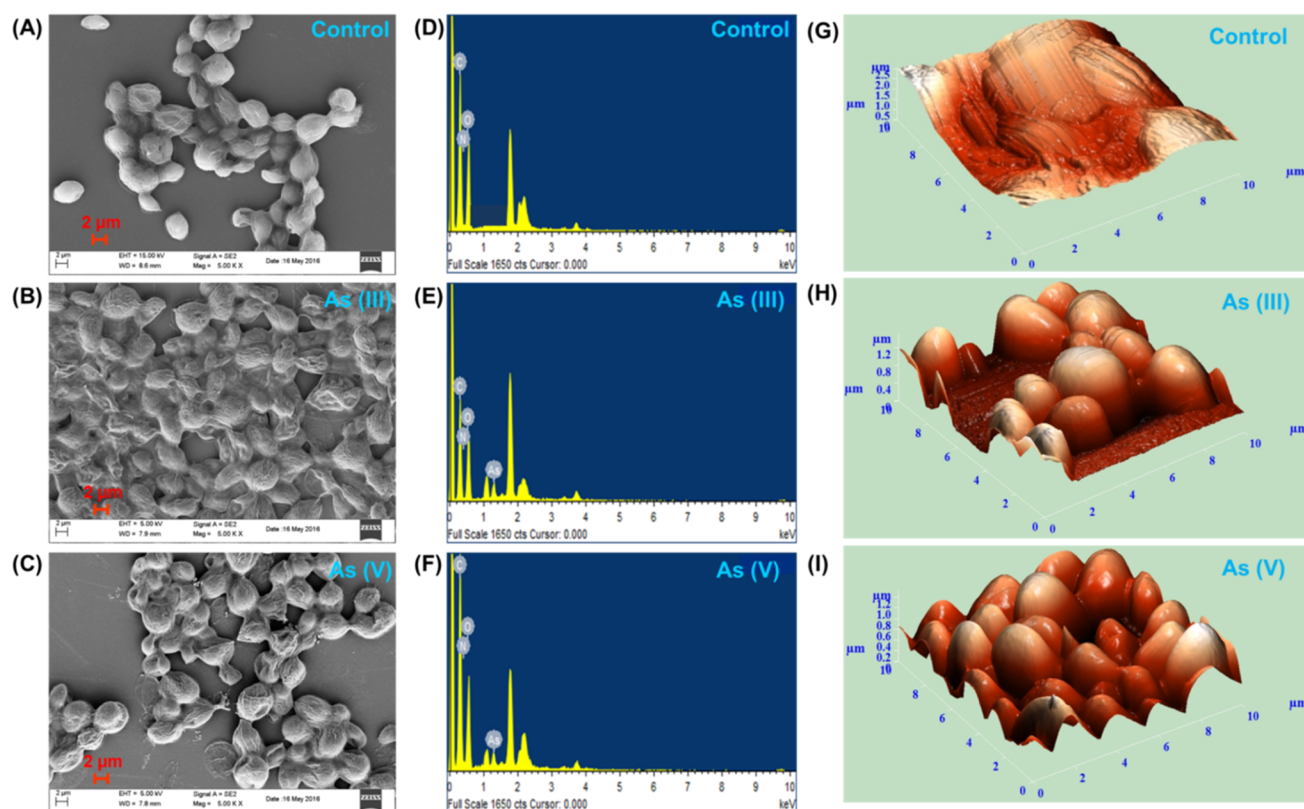 (A)
Control
2 µm
2 µm
EHT = 15.00 kV
WD = 8.6 mm
Signal A = SE2
Mag = 5.00 K X
Date :16 May 2016
ZEISS
(D)
Control
C
O
N
0 1 2 3 4 5 6 7 8 9 10
Full Scale 1650 cts Cursor: 0.000
keV
(G)
Control
µm
2.5
2.0
1.5
1.0
0.5
0
µm
10
8
6
4
2
0
0
2
4
6
8
10
µm
(B)
As (III)
2 µm
2 µm
EHT = 5.00 kV
WD = 7.9 mm
Signal A = SE2
Mag = 5.00 K X
Date :16 May 2016
ZEISS
(E)
As (III)
C
O
N
As
0 1 2 3 4 5 6 7 8 9 10
Full Scale 1650 cts Cursor: 0.000
keV
(H)
As (III)
µm
1.2
0.8
0.4
0
µm
10
8
6
4
2
0
0
2
4
6
8
10
µm
(C)
As (V)
2 µm
2 µm
EHT = 5.00 kV
WD = 7.8 mm
Signal A = SE2
Mag = 5.00 K X
Date :16 May 2016
ZEISS
(F)
As (V)
C
O
N
As
0 1 2 3 4 5 6 7 8 9 10
Full Scale 1650 cts Cursor: 0.000
keV
(I)
As (V)
µm
1.2
1.0
0.8
0.6
0.4
0.2
0
µm
10
8
6
4
2
0
0
2
4
6
8
10
µm